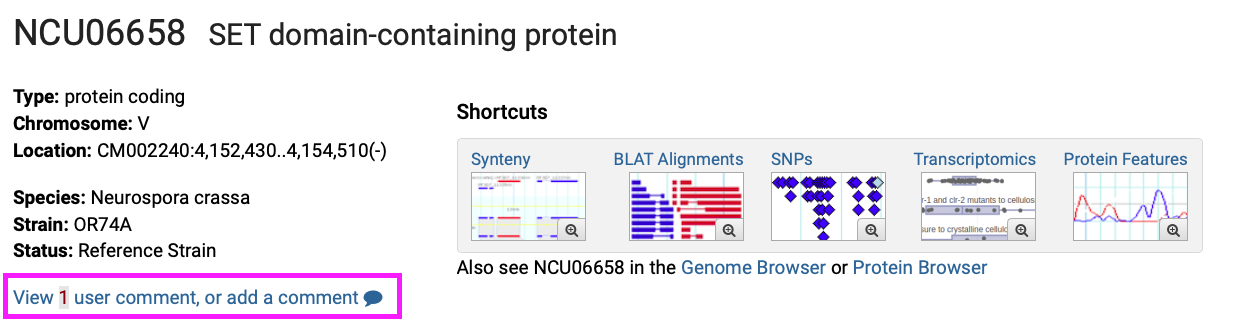 NCU06658 SET domain-containing protein
Type: protein coding
Chromosome: V
Location: CM002240:4,152,430..4,154,510(-)
Species: Neurospora crassa
Strain: OR74A
Status: Reference Strain
View 1 user comment, or add a comment
Shortcuts
Synteny BLAT Alignments SNPs Transcriptomics Protein Features
r-1 and clr-2 mutants to cellulos
sure to crystalline cellulo
Also see NCU06658 in the Genome Browser or Protein Browser